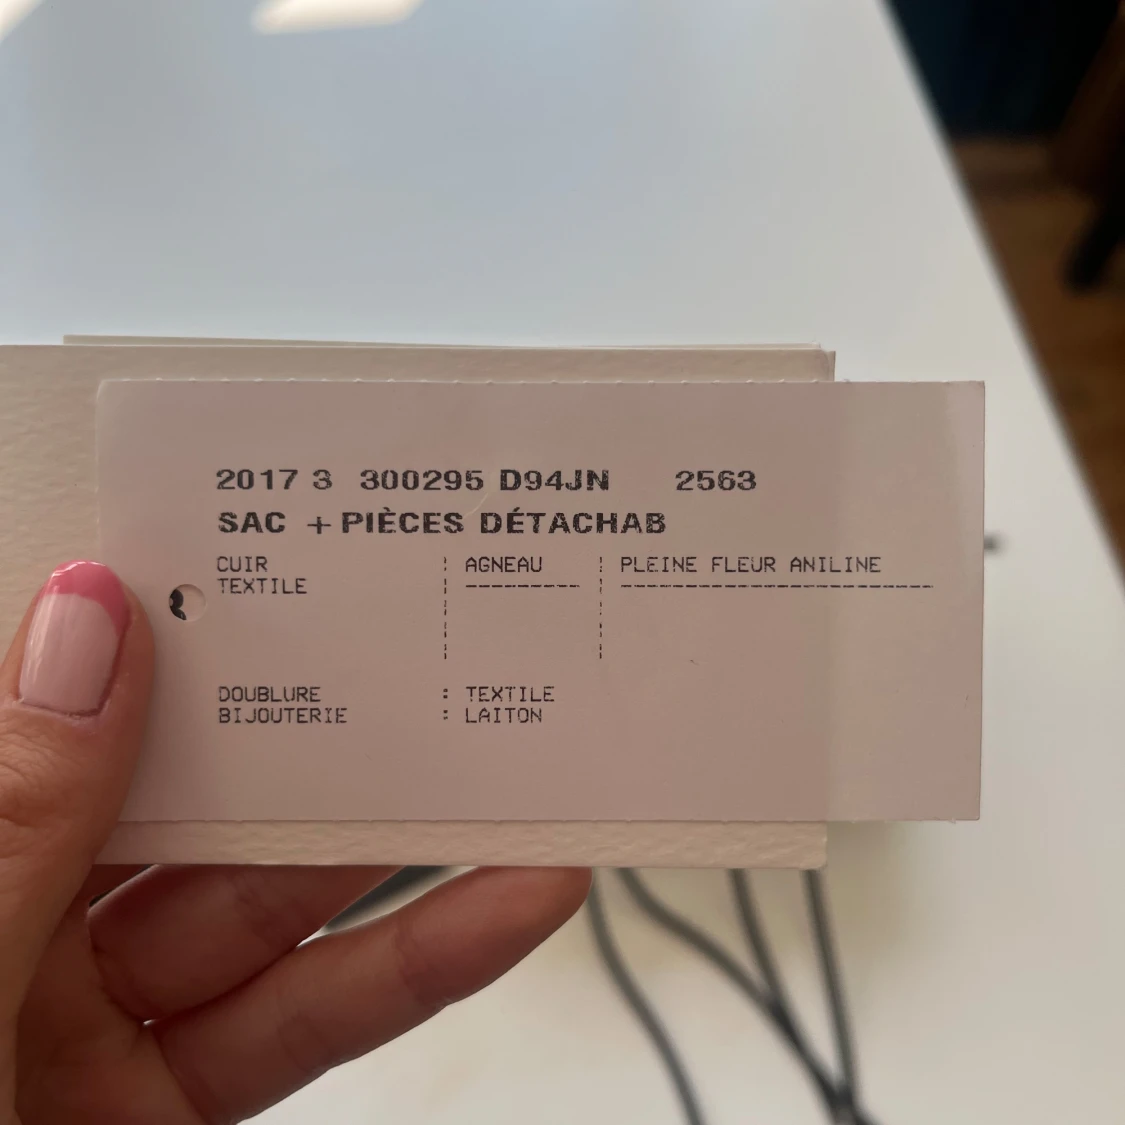 2017 3 300295 D94JN 2563
SAC + PIÈCES DÉTACHAB
CUIR : AGNEAU : PLEINE FLEUR ANILINE
TEXTILE
DOUBLURE : TEXTILE
BIJOUTERIE : LAITON